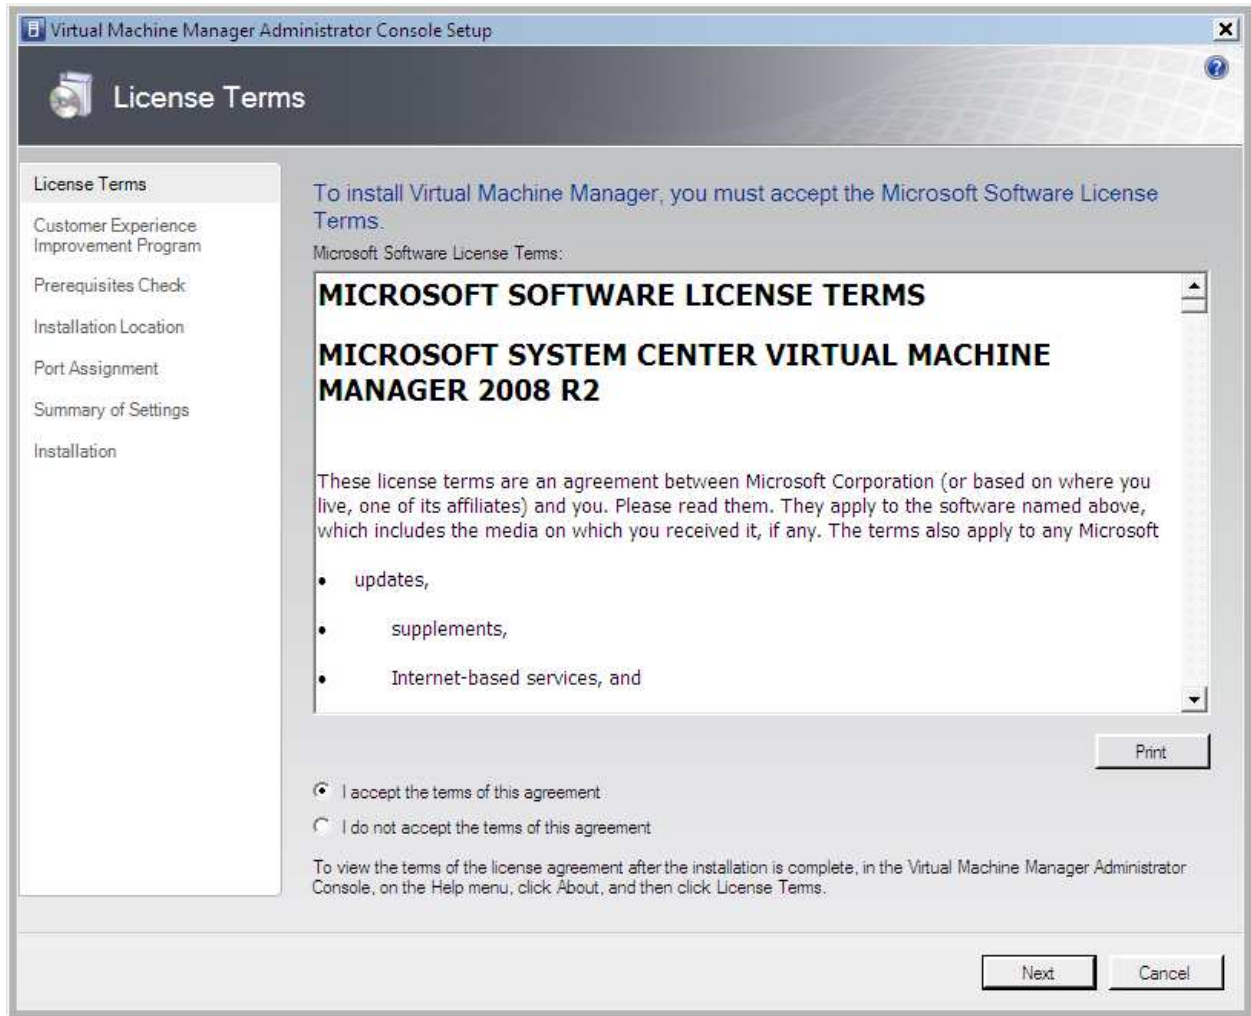 Virtual Machine Manager Administrator Console Setup
License Terms
License Terms
Customer Experience
Improvement Program
Prerequisites Check
Installation Location
Port Assignment
Summary of Settings
Installation
To install Virtual Machine Manager, you must accept the Microsoft Software License
Terms.
Microsoft Software License Terms:
MICROSOFT SOFTWARE LICENSE TERMS
MICROSOFT SYSTEM CENTER VIRTUAL MACHINE
MANAGER 2008 R2
These license terms are an agreement between Microsoft Corporation (or based on where you
live, one of its affiliates) and you. Please read them. They apply to the software named above,
which includes the media on which you received it, if any. The terms also apply to any Microsoft
• updates,
• supplements,
• Internet-based services, and
Print
I accept the terms of this agreement
I do not accept the terms of this agreement
To view the terms of the license agreement after the installation is complete, in the Virtual Machine Manager Administrator
Console, on the Help menu, click About, and then click License Terms.
Next
Cancel